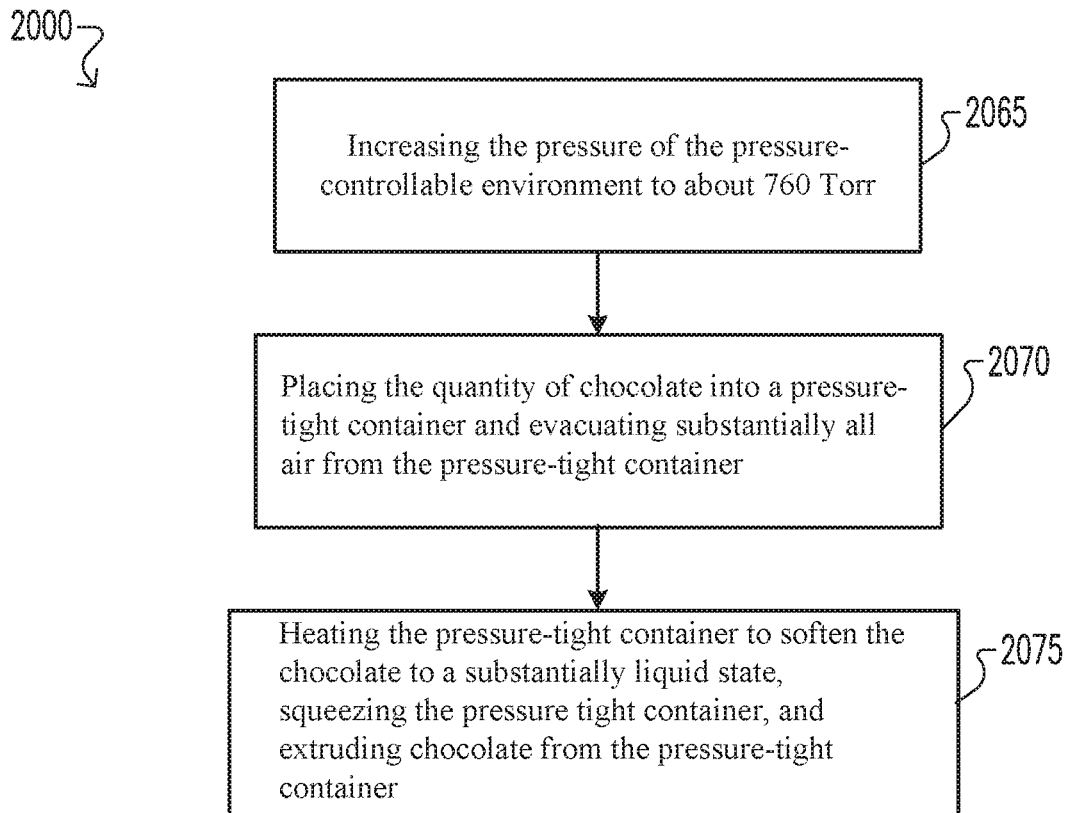 2000
2065
Increasing the pressure of the pressure-
controllable environment to about 760 Torr
2070
Placing the quantity of chocolate into a pressure-
tight container and evacuating substantially all
air from the pressure-tight container
2075
Heating the pressure-tight container to soften the
chocolate to a substantially liquid state,
squeezing the pressure tight container, and
extruding chocolate from the pressure-tight
container